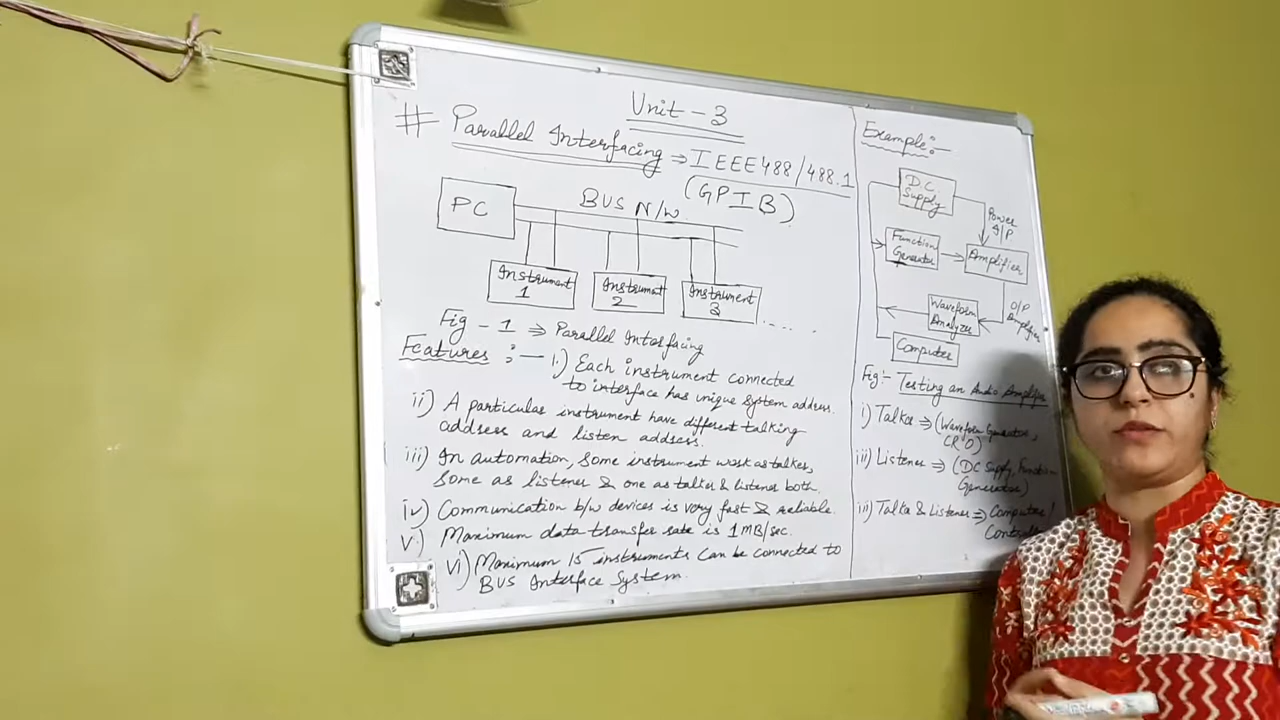 Unit - 3
# Parallel Interfacing ⇒ IEEE 488/488.1
(GPIB)
PC
BUS N/W
Instrument
1
Instrument
2
Instrument
3
Fig - 1 ⇒ Parallel Interfacing
Features :— i.) Each instrument connected
to interface has unique system address.
ii) A particular instrument have different talking
address and listen address.
iii) In automation, some instrument work as talker,
some as listener & one as talker & listener both.
iv) Communication b/w devices is very fast & reliable.
v) Maximum data transfer rate is 1 MB/sec.
vi) Maximum 15 instruments can be connected to
BUS Interface System.
Example:-
D.C.
Supply
Power
I/P.
Function
Generator
Amplifier
O/P
Amplifier
Waveform
Analyzer
Computer
Fig:- Testing an Audio Amplifier
i) Talker ⇒ (Waveform Generator,
CRO)
iii) Listener ⇒ (DC Supply, Function
Generator)
iii) Talker & Listener ⇒ Computer/